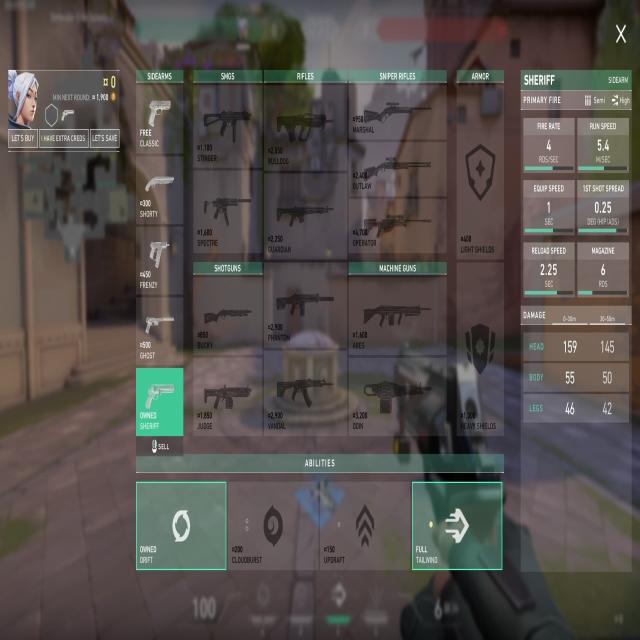 ¤ 0
MIN NEXT ROUND: ¤ 1,900
LET'S BUY
I HAVE EXTRA CREDS
LET'S SAVE
SIDEARMS
SMGS
RIFLES
SNIPER RIFLES
ARMOR
FREE
CLASSIC
¤300
SHORTY
¤450
FRENZY
¤500
GHOST
OWNED
SHERIFF
SELL
¤1,100
STINGER
¤1,600
SPECTRE
SHOTGUNS
¤850
BUCKY
¤1,850
JUDGE
¤2,050
BULLDOG
¤2,250
GUARDIAN
¤2,900
PHANTOM
¤2,900
VANDAL
¤950
MARSHAL
¤2,400
OUTLAW
¤4,700
OPERATOR
MACHINE GUNS
¤1,600
ARES
¤3,200
ODIN
¤400
LIGHT SHIELDS
HEAVY SHIELDS
ABILITIES
OWNED
DRIFT
¤200
CLOUDBURST
¤150
UPDRAFT
FULL
TAILWIND
SHERIFF
SIDEARM
PRIMARY FIRE
Semi
High
FIRE RATE
4
RDS/SEC
RUN SPEED
5.4
M/SEC
EQUIP SPEED
1
SEC
1ST SHOT SPREAD
0.25
DEG (HIP/ADS)
RELOAD SPEED
2.25
SEC
MAGAZINE
6
RDS
DAMAGE
0-30m
30-50m
HEAD
159
145
BODY
55
50
LEGS
46
42
100
6